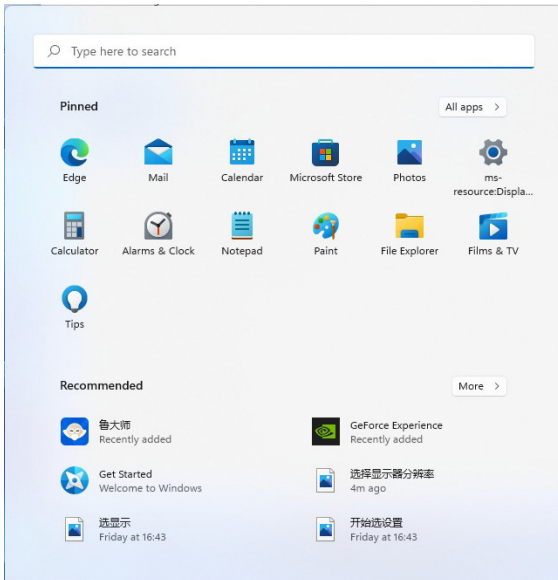 Type here to search
Pinned
All apps >
Edge
Mail
Calendar
Microsoft Store
Photos
ms-resource:Displa...
Calculator
Alarms & Clock
Notepad
Paint
File Explorer
Films & TV
Tips
Recommended
More >
鲁大师
Recently added
GeForce Experience
Recently added
Get Started
Welcome to Windows
选择显示器分辨率
4m ago
选显示
Friday at 16:43
开始选设置
Friday at 16:43